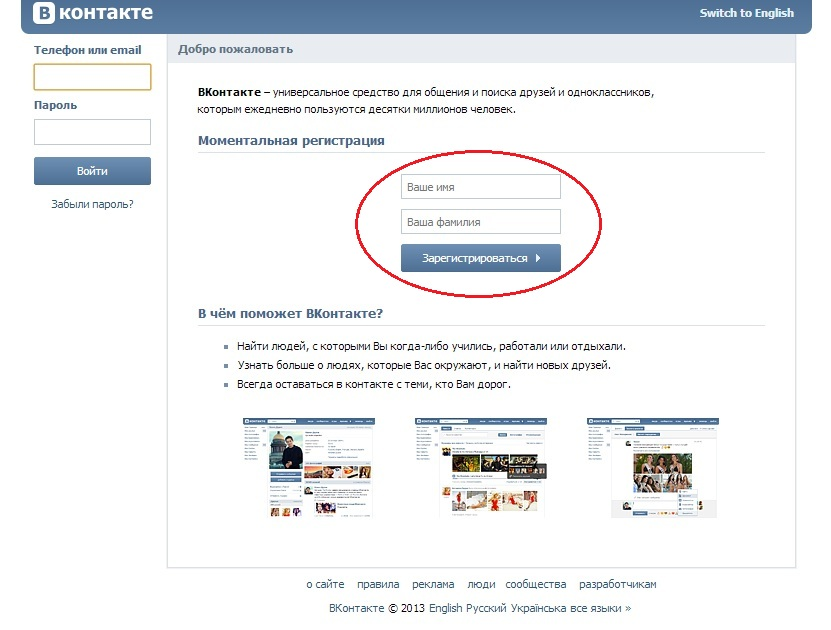 В контакте
Switch to English
Телефон или email
Пароль
Войти
Забыли пароль?
Добро пожаловать
ВКонтакте – универсальное средство для общения и поиска друзей и одноклассников,
которым ежедневно пользуются десятки миллионов человек.
Моментальная регистрация
Ваше имя
Ваша фамилия
Зарегистрироваться
В чём поможет ВКонтакте?
Найти людей, с которыми Вы когда-либо учились, работали или отдыхали.
Узнать больше о людях, которые Вас окружают, и найти новых друзей.
Всегда оставаться в контакте с теми, кто Вам дорог.
о сайте правила реклама люди сообщества разработчикам
ВКонтакте © 2013 English Русский Українська все языки »